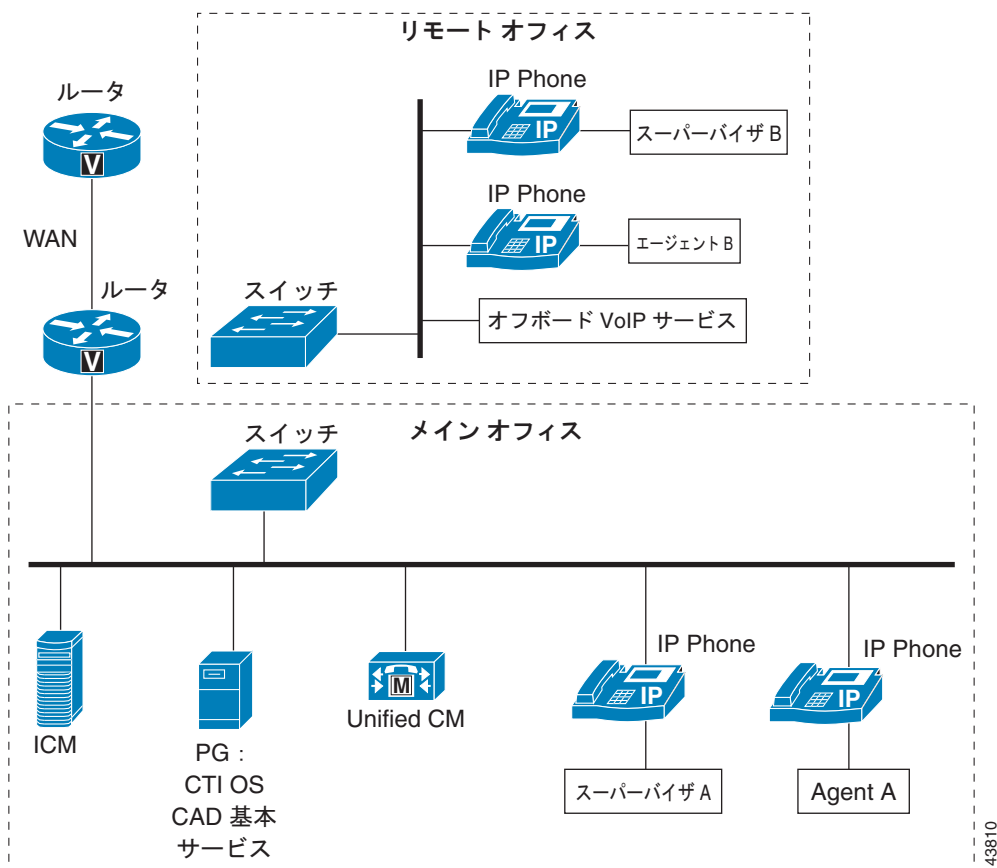 リモート オフィス
ルータ
V
WAN
ルータ
V
スイッチ
IP Phone
IP
スーパーバイザ B
IP Phone
IP
エージェント B
オフボード VoIP サービス
メイン オフィス
スイッチ
ICM
PG :
CTI OS
CAD 基本
サービス
M
Unified CM
IP Phone
IP
スーパーバイザ A
IP Phone
IP
Agent A
43810